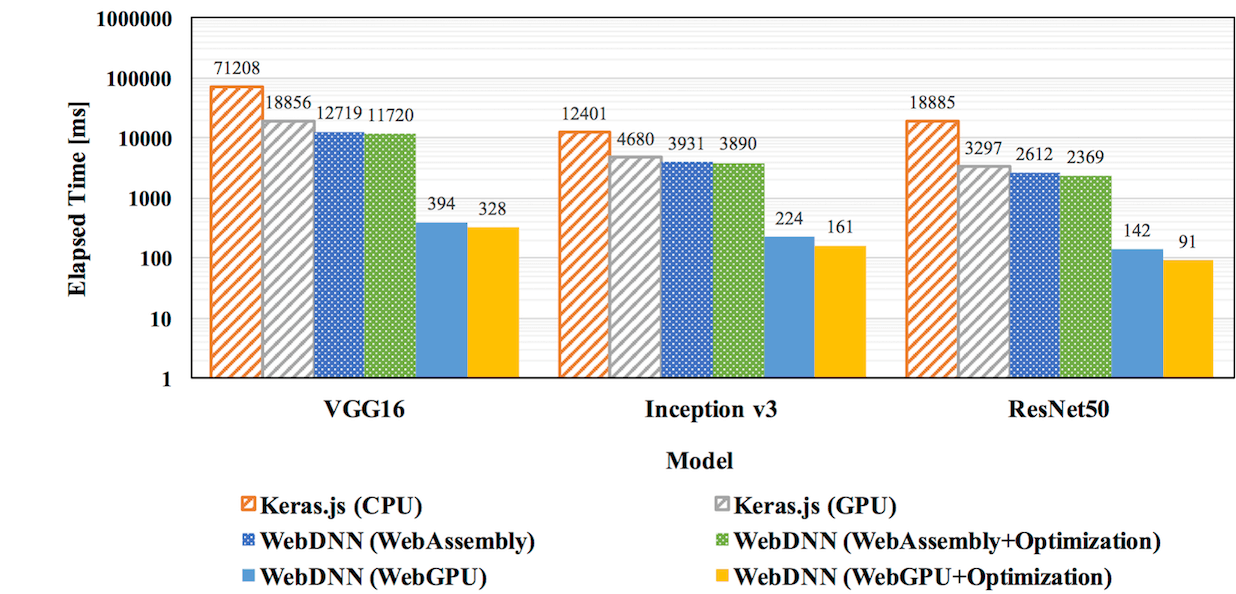 1000000
100000
10000
1000
100
10
1
Elapsed Time [ms]
71208
18856
12719
11720
394
328
12401
4680
3931
3890
224
161
18885
3297
2612
2369
142
91
VGG16
Inception v3
ResNet50
Model
Keras.js (CPU)
Keras.js (GPU)
WebDNN (WebAssembly)
WebDNN (WebAssembly+Optimization)
WebDNN (WebGPU)
WebDNN (WebGPU+Optimization)